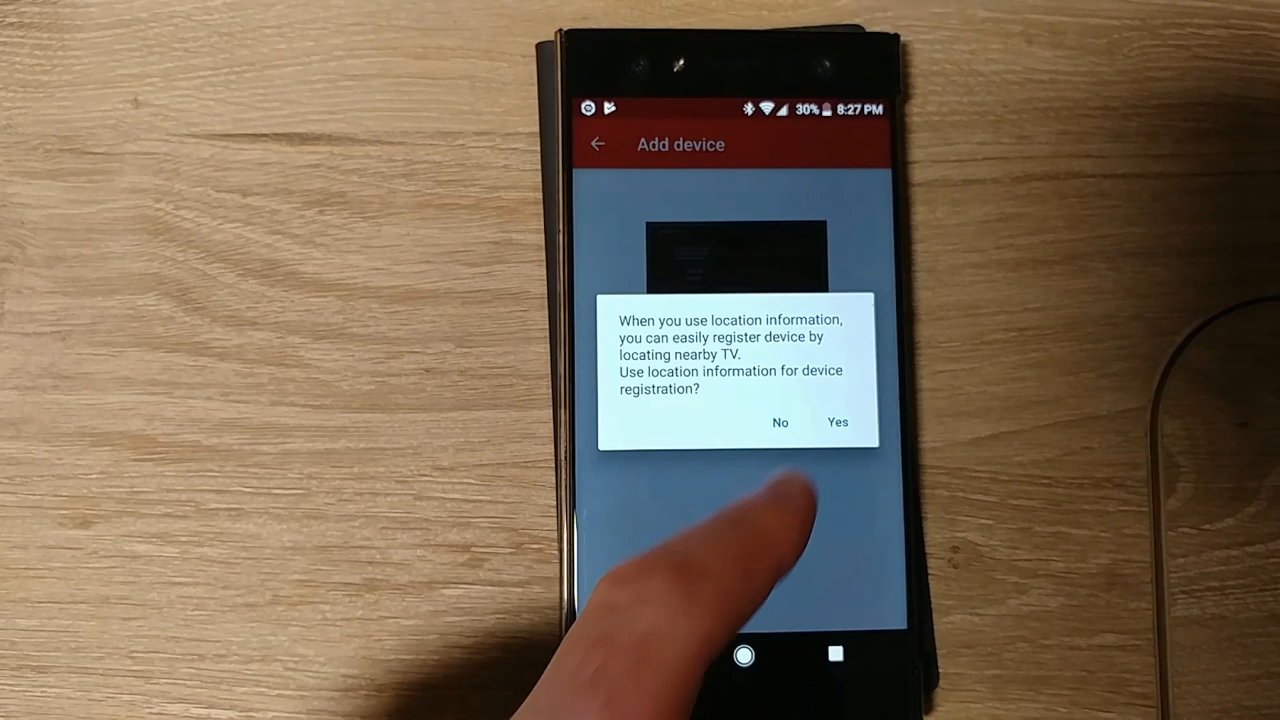 30% 8:27 PM
Add device
When you use location information,
you can easily register device by
locating nearby TV.
Use location information for device
registration?
No Yes